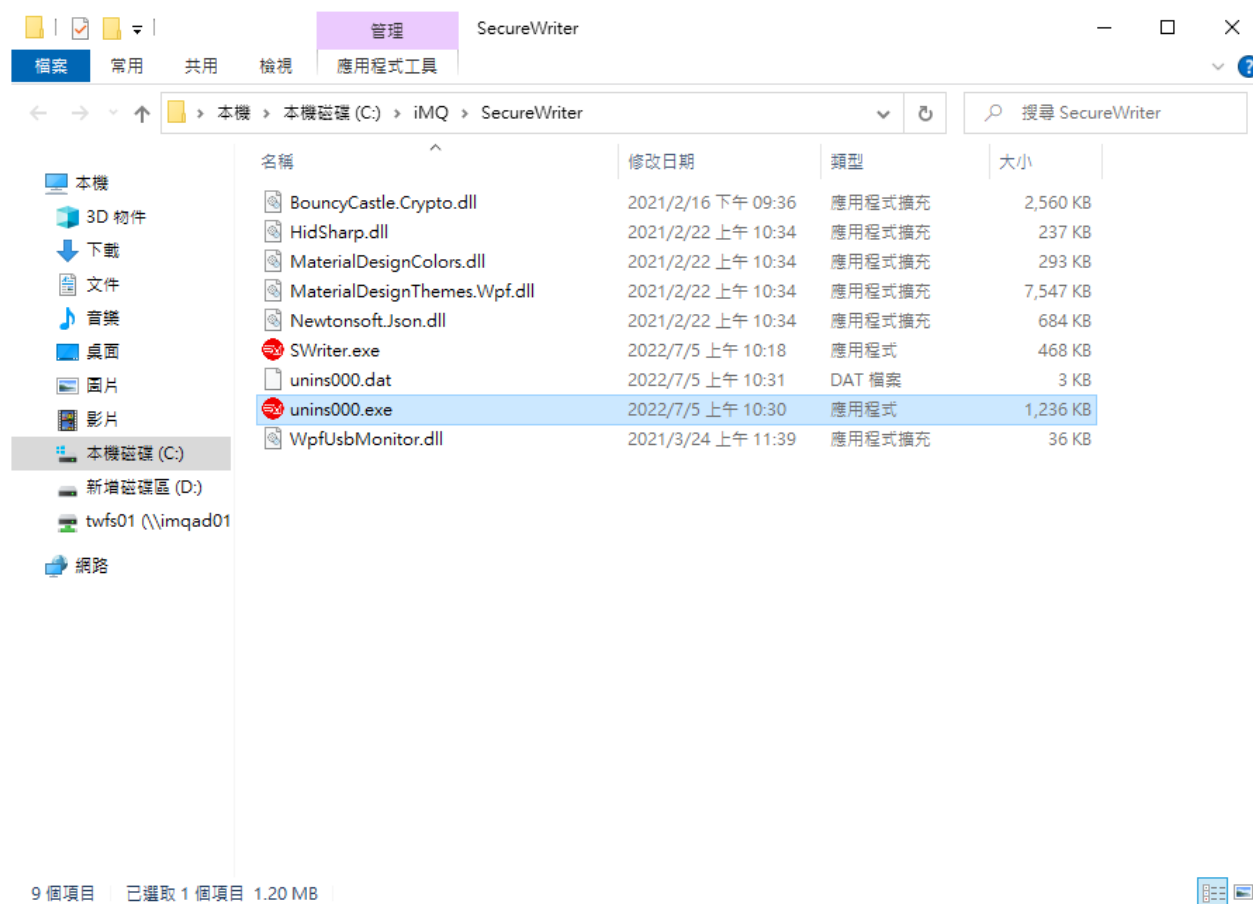 管理 SecureWriter
檔案 常用 共用 檢視 應用程式工具
本機 本機磁碟 (C:) iMQ SecureWriter 搜尋 SecureWriter
名稱 修改日期 類型 大小
本機
3D 物件
下載
文件
音樂
桌面
圖片
影片
本機磁碟 (C:)
新增磁碟區 (D:)
twfs01 (\\imqad01
網路
BouncyCastle.Crypto.dll 2021/2/16 下午 09:36 應用程式擴充 2,560 KB
HidSharp.dll 2021/2/22 上午 10:34 應用程式擴充 237 KB
MaterialDesignColors.dll 2021/2/22 上午 10:34 應用程式擴充 293 KB
MaterialDesignThemes.Wpf.dll 2021/2/22 上午 10:34 應用程式擴充 7,547 KB
Newtonsoft.Json.dll 2021/2/22 上午 10:34 應用程式擴充 684 KB
SWriter.exe 2022/7/5 上午 10:18 應用程式 468 KB
unins000.dat 2022/7/5 上午 10:31 DAT 檔案 3 KB
unins000.exe 2022/7/5 上午 10:30 應用程式 1,236 KB
WpfUsbMonitor.dll 2021/3/24 上午 11:39 應用程式擴充 36 KB
9 個項目 已選取 1 個項目 1.20 MB